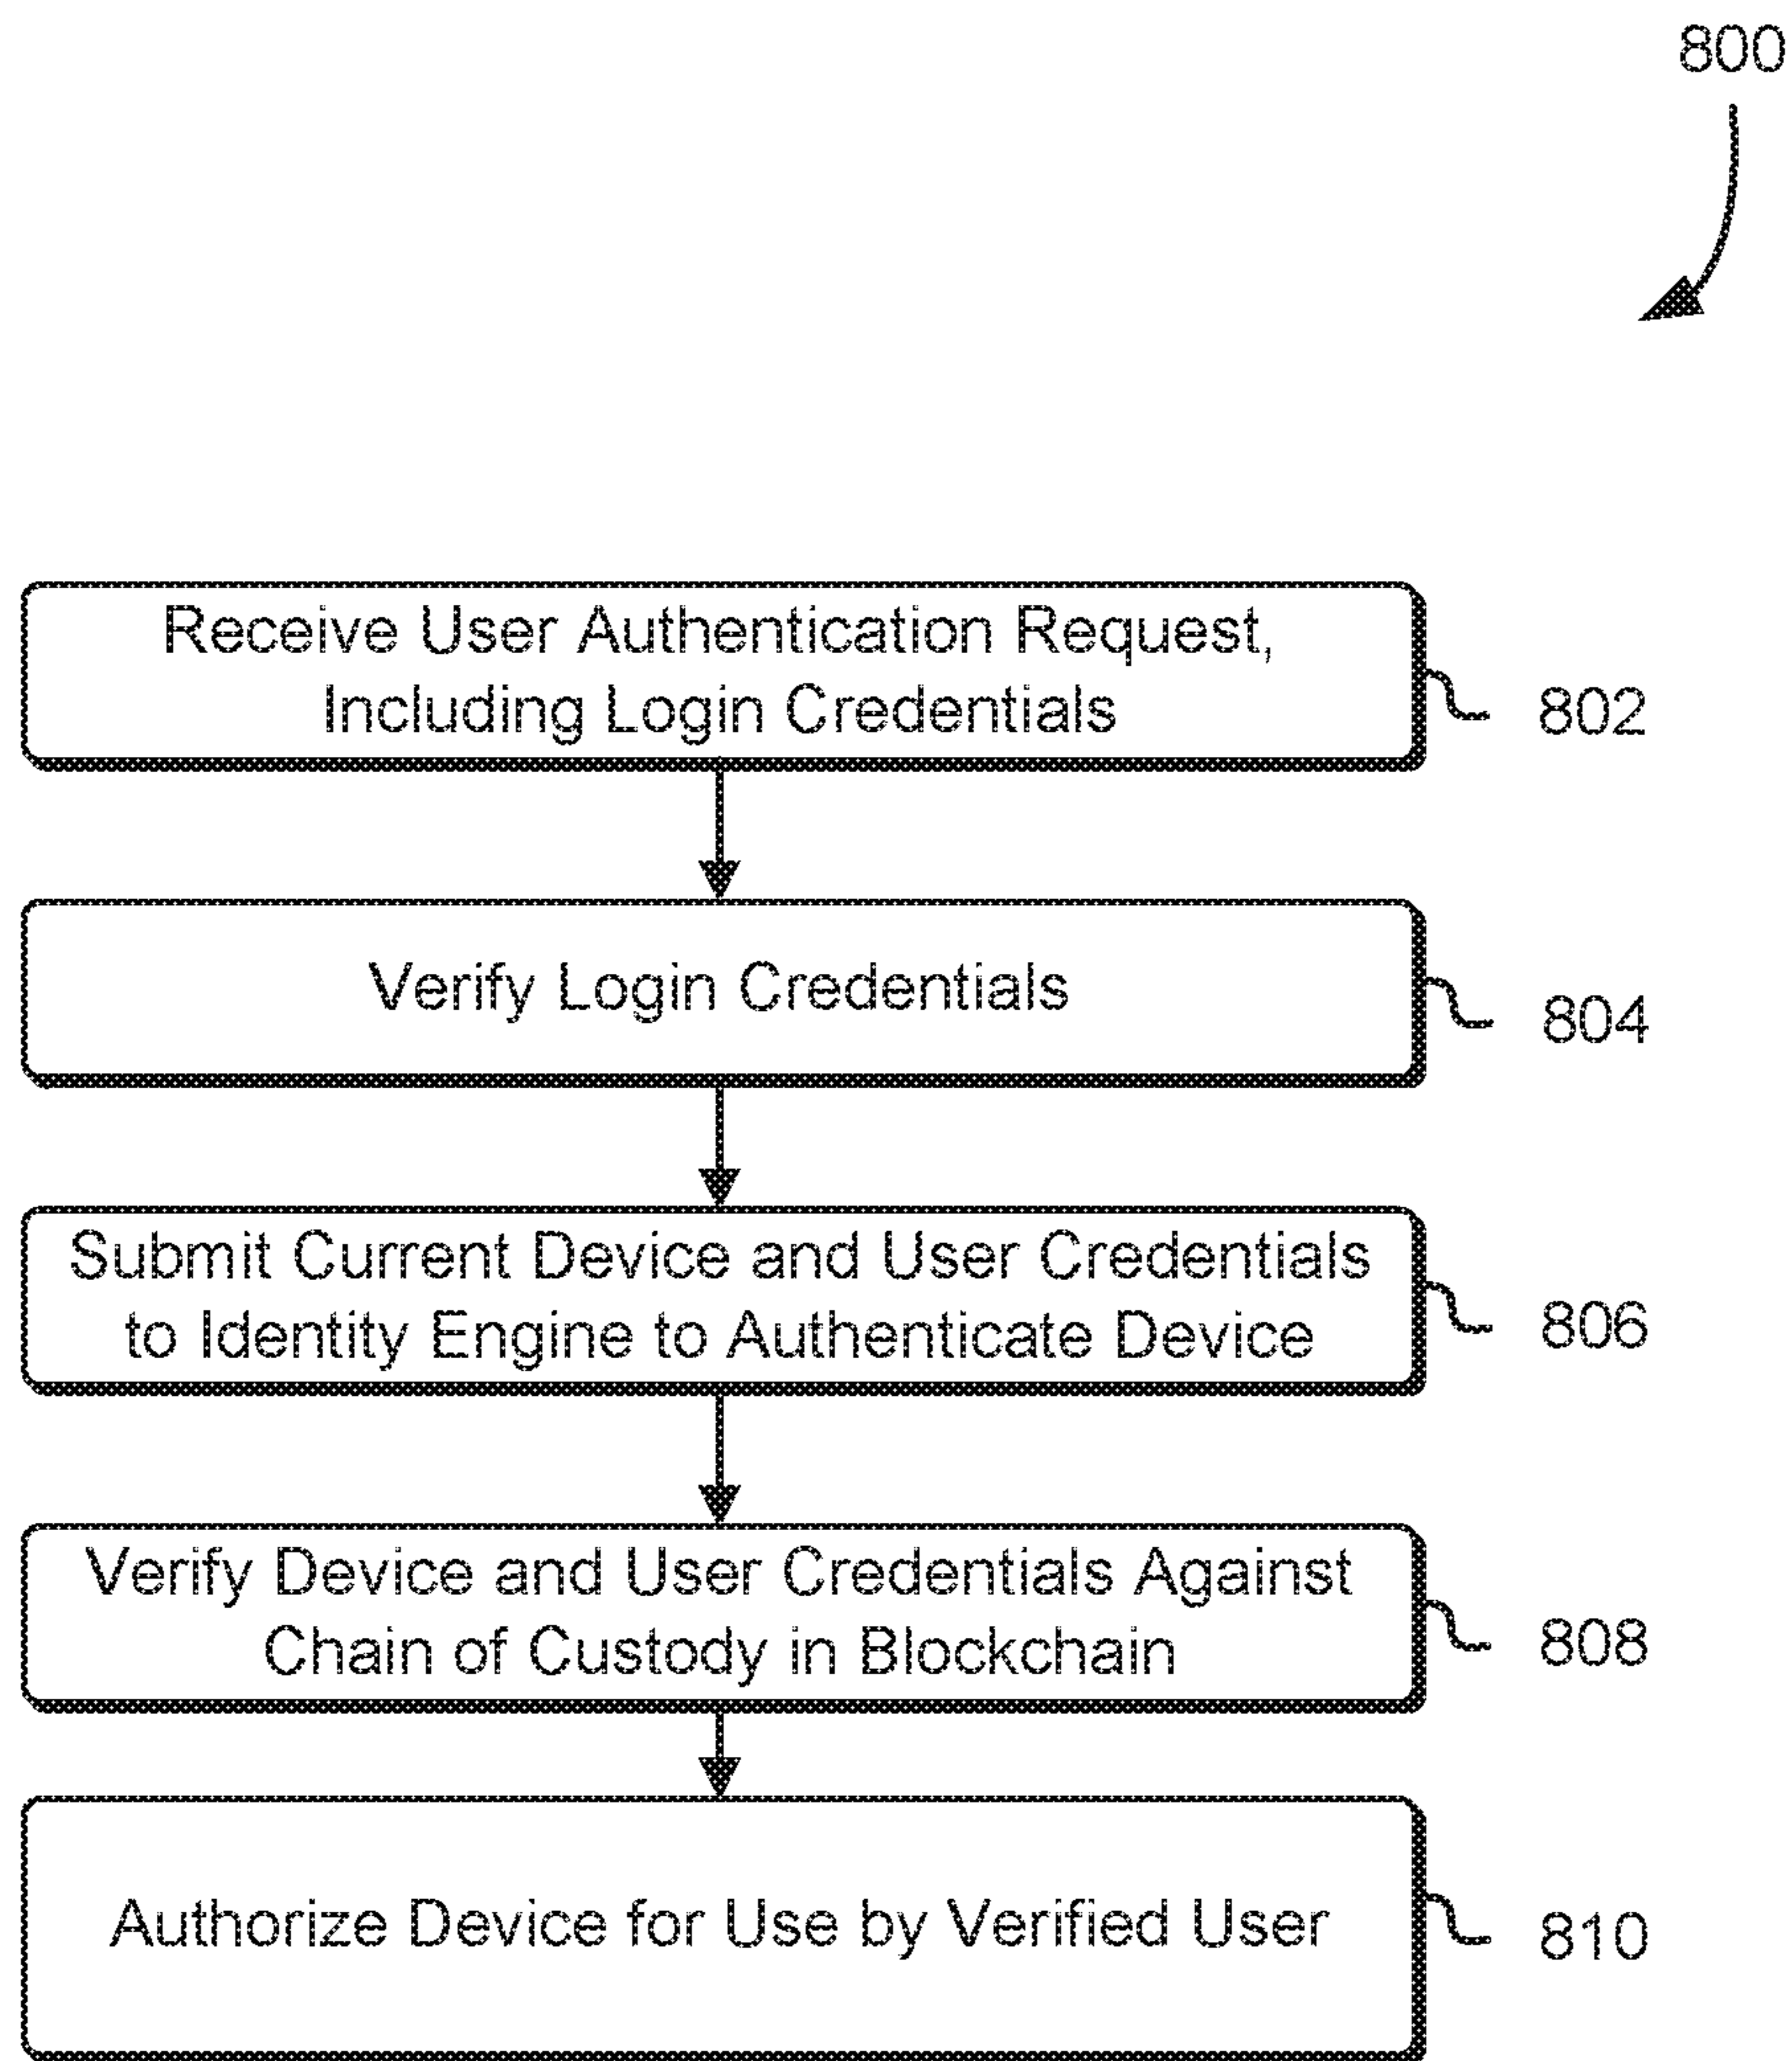 800
Receive User Authentication Request,
Including Login Credentials
802
Verify Login Credentials
804
Submit Current Device and User Credentials
to Identity Engine to Authenticate Device
806
Verify Device and User Credentials Against
Chain of Custody in Blockchain
808
Authorize Device for Use by Verified User
810